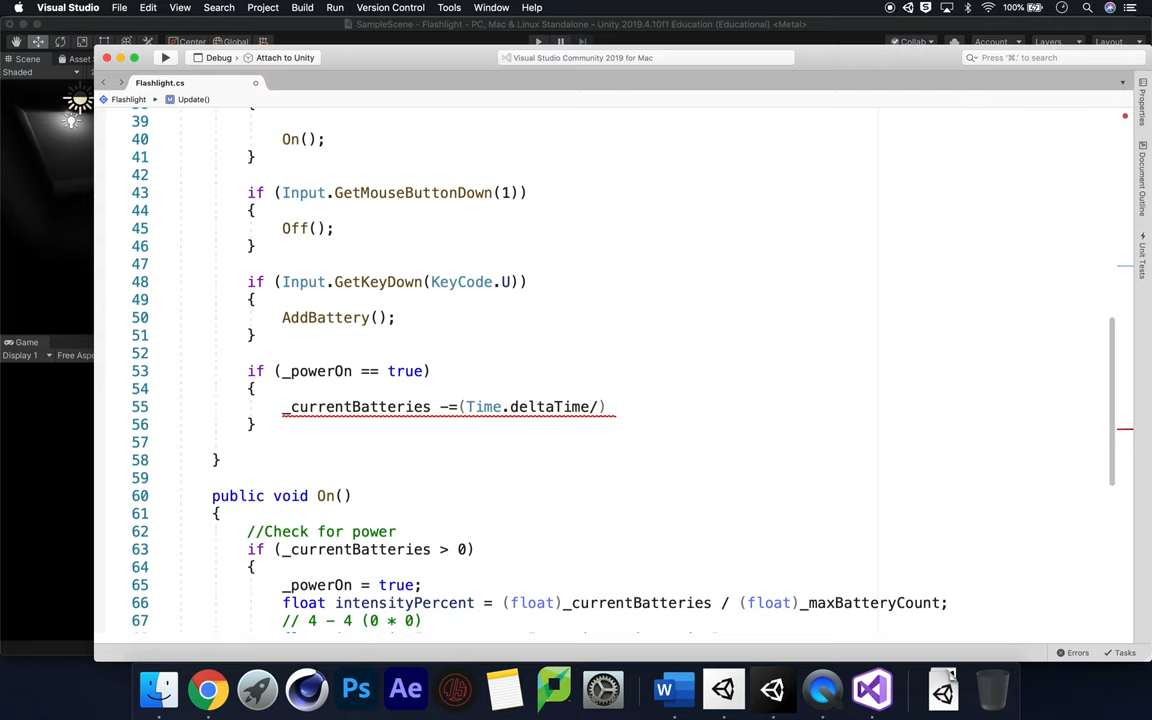 Visual Studio File Edit View Search Project Build Run Version Control Tools Window Help 100%
SampleScene - Flashlight - PC, Mac & Linux Standalone - Unity 2019.4.10f1 Education (Educational) <Metal>
Center Global Collab Account Layers Layout
Scene Asset
Debug › Attach to Unity
Visual Studio Community 2019 for Mac
Press '⌘.' to search
Shaded
Flashlight.cs
Flashlight ▸ M Update()
39
40 On();
41 }
42
43 if (Input.GetMouseButtonDown(1))
44 {
45 Off();
46 }
47
48 if (Input.GetKeyDown(KeyCode.U))
49 {
50 AddBattery();
51 }
52
53 if (_powerOn == true)
54 {
55 _currentBatteries -=(Time.deltaTime/)
56 }
57
58 }
59
60 public void On()
61 {
62 //Check for power
63 if (_currentBatteries > 0)
64 {
65 _powerOn = true;
66 float intensityPercent = (float)_currentBatteries / (float)_maxBatteryCount;
67 // 4 - 4 (0 * 0)
Game
Display 1 Free Aspe
Properties
Document Outline
Unit Tests
Errors Tasks
Ps Ae W